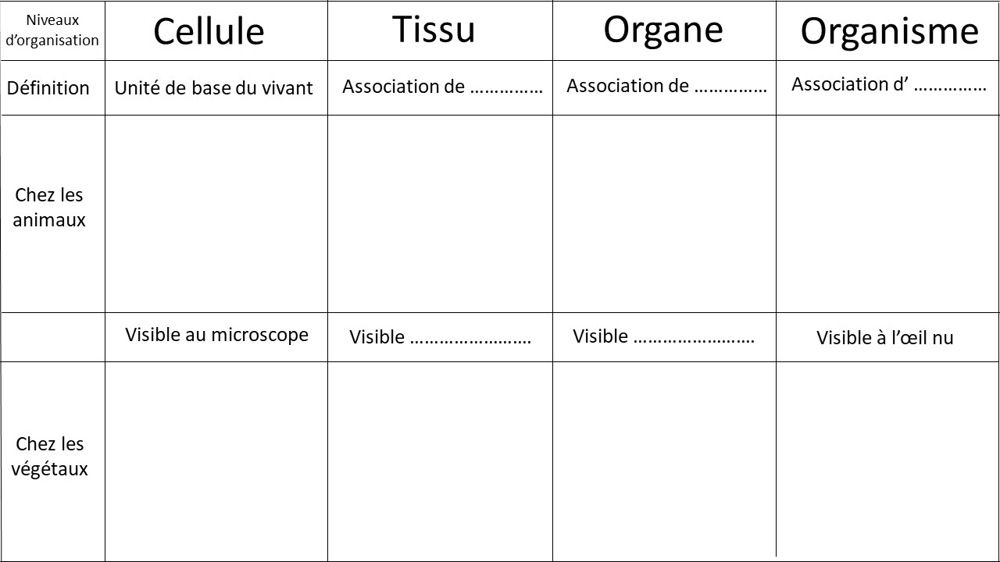 Niveaux
d’organisation
Cellule
Tissu
Organe
Organisme
Définition
Unité de base du vivant
Association de ……………
Association de ……………
Association d’ ……………
Chez les
animaux
Visible au microscope
Visible …………………….
Visible …………………….
Visible à l’œil nu
Chez les
végétaux